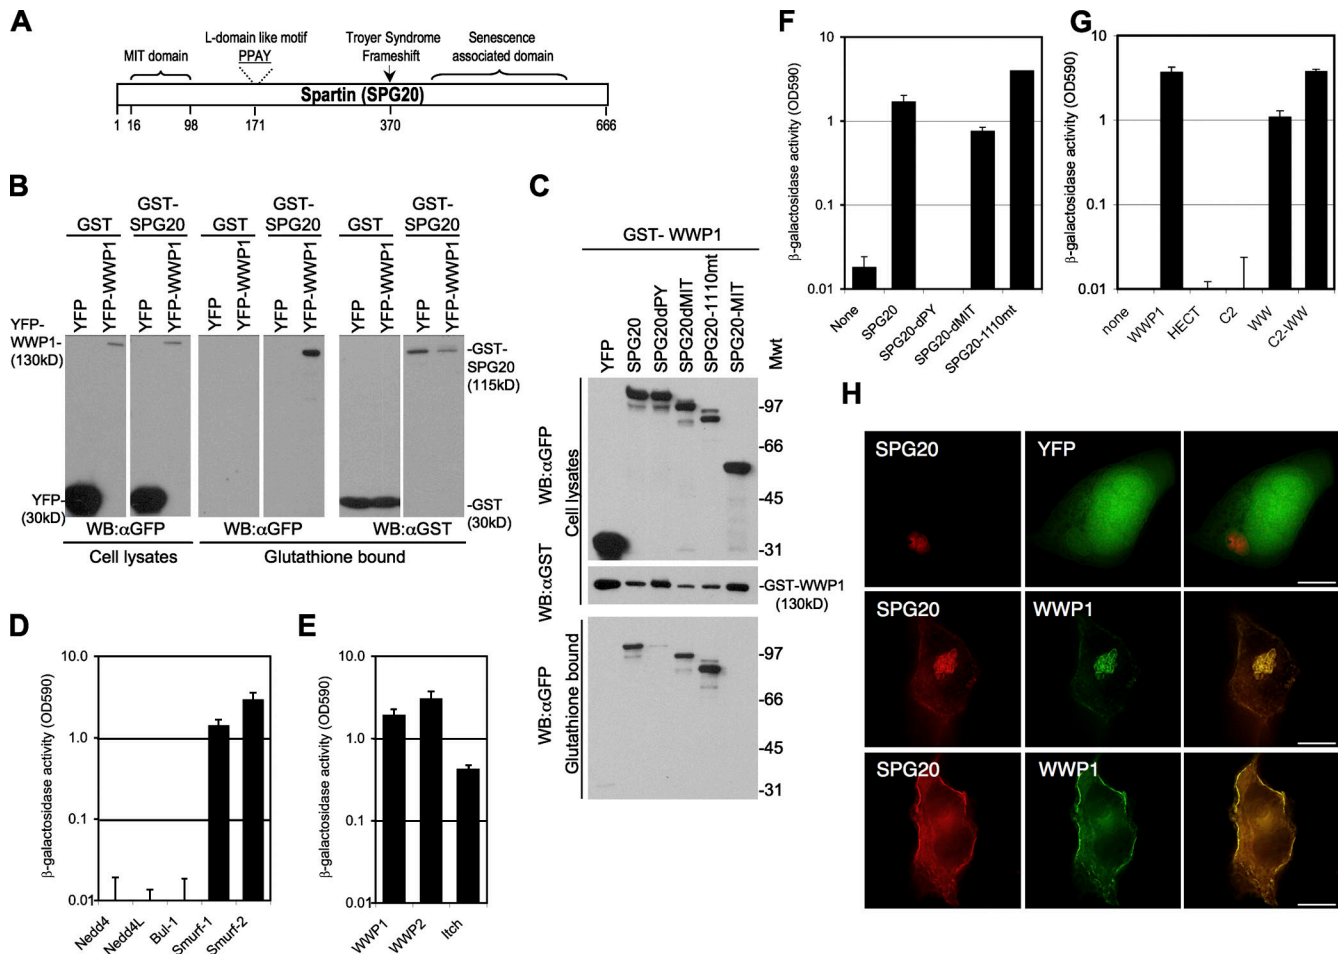 A
L-domain like motif
PPAY
MIT domain
Troyer Syndrome
Frameshift
Senescence
associated domain
Spartin (SPG20)
1 16 98 171 370 666
B
GST
GST-
SPG20
GST
GST-
SPG20
GST
GST-
SPG20
YFP
YFP-WWP1
YFP
YFP-WWP1
YFP
YFP-WWP1
YFP
YFP-WWP1
YFP
YFP-WWP1
YFP
YFP-WWP1
YFP-
WWP1-
(130kD)
-GST-
SPG20
(115kD)
YFP-
(30kD)
-GST
(30kD)
WB:αGFP
WB:αGFP
WB:αGST
Cell lysates
Glutathione bound
C
GST- WWP1
YFP
SPG20
SPG20dPY
SPG20dMIT
SPG20-1110mt
SPG20-MIT
Mwt
WB:αGFP
Cell lysates
-97
-66
-45
-31
WB:αGST
-GST-WWP1
(130kD)
WB:αGFP
Glutathione bound
-97
-66
-45
-31
D
β-galactosidase activity (OD590)
10.0
1.0
0.1
0.01
Nedd4
Nedd4L
Bul-1
Smurf-1
Smurf-2
E
β-galactosidase activity (OD590)
10.0
1.0
0.1
0.01
WWP1
WWP2
Itch
F
β-galactosidase activity (OD590)
10
1
0.1
0.01
None
SPG20
SPG20-dPY
SPG20-dMIT
SPG20-1110mt
G
β-galactosidase activity (OD590)
10
1
0.1
0.01
none
WWP1
HECT
C2
WW
C2-WW
H
SPG20
YFP
SPG20
WWP1
SPG20
WWP1